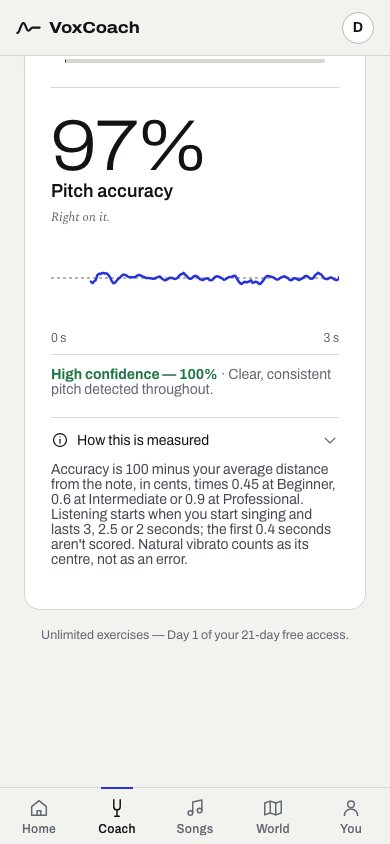 VoxCoach
D
97%
Pitch accuracy
Right on it.
0 s
3 s
High confidence — 100% · Clear, consistent
pitch detected throughout.
How this is measured
Accuracy is 100 minus your average distance
from the note, in cents, times 0.45 at Beginner,
0.6 at Intermediate or 0.9 at Professional.
Listening starts when you start singing and
lasts 3, 2.5 or 2 seconds; the first 0.4 seconds
aren't scored. Natural vibrato counts as its
centre, not as an error.
Unlimited exercises — Day 1 of your 21-day free access.
Home
Coach
Songs
World
You